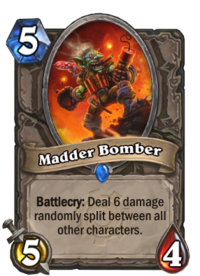 5
Madder Bomber
Battlecry: Deal 6 damage
randomly split between all
other characters.
5
4